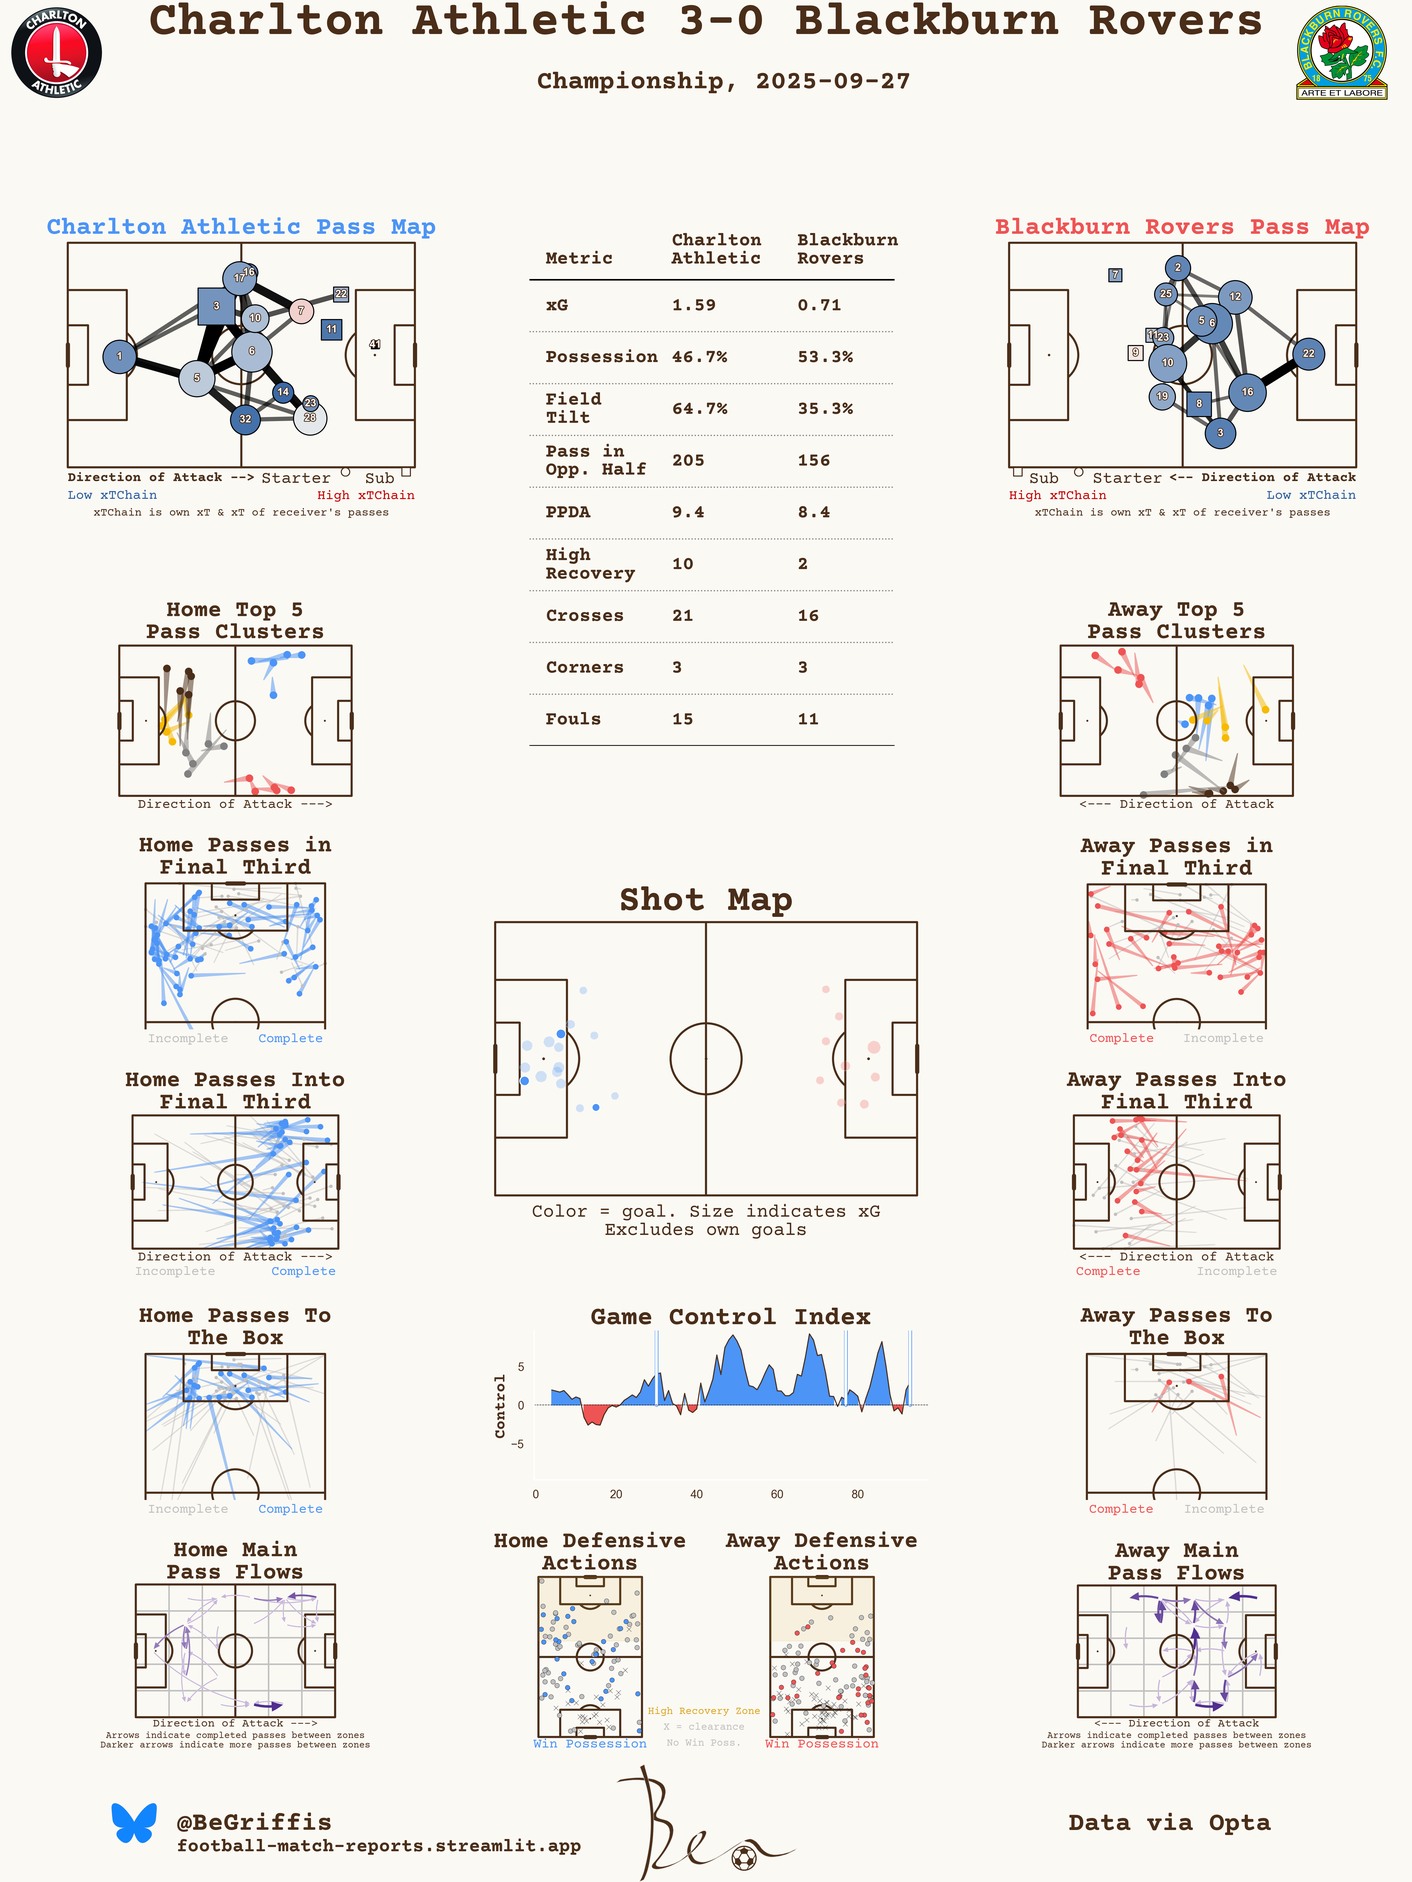 Charlton Athletic 3-0 Blackburn Rovers
Championship, 2025-09-27
CHARLTON
ATHLETIC
BLACKBURN ROVERS F.C.
18 75
ARTE ET LABORE
Charlton Athletic Pass Map
17
16
22
3
7
10
11
41
1
6
5
14
23
32
28
Direction of Attack --> Starter Sub
Low xTChain High xTChain
xTChain is own xT & xT of receiver's passes
Metric Charlton Athletic Blackburn Rovers
xG 1.59 0.71
Possession 46.7% 53.3%
Field Tilt 64.7% 35.3%
Pass in Opp. Half 205 156
PPDA 9.4 8.4
High Recovery 10 2
Crosses 21 16
Corners 3 3
Fouls 15 11
Blackburn Rovers Pass Map
2
7
25
12
5
6
11
23
9
10
22
19
8
16
3
Sub Starter <-- Direction of Attack
High xTChain Low xTChain
xTChain is own xT & xT of receiver's passes
Home Top 5
Pass Clusters
Direction of Attack --->
Away Top 5
Pass Clusters
<--- Direction of Attack
Home Passes in
Final Third
Incomplete Complete
Away Passes in
Final Third
Complete Incomplete
Shot Map
Color = goal. Size indicates xG
Excludes own goals
Home Passes Into
Final Third
Direction of Attack --->
Incomplete Complete
Away Passes Into
Final Third
<--- Direction of Attack
Complete Incomplete
Home Passes To
The Box
Incomplete Complete
Game Control Index
Control
5
0
−5
0 20 40 60 80
Away Passes To
The Box
Complete Incomplete
Home Main
Pass Flows
Direction of Attack --->
Arrows indicate completed passes between zones
Darker arrows indicate more passes between zones
Home Defensive
Actions
Win Possession
High Recovery Zone
X = clearance
No Win Poss.
Away Defensive
Actions
Win Possession
Away Main
Pass Flows
<--- Direction of Attack
Arrows indicate completed passes between zones
Darker arrows indicate more passes between zones
@BeGriffis
football-match-reports.streamlit.app
Ben
Data via Opta